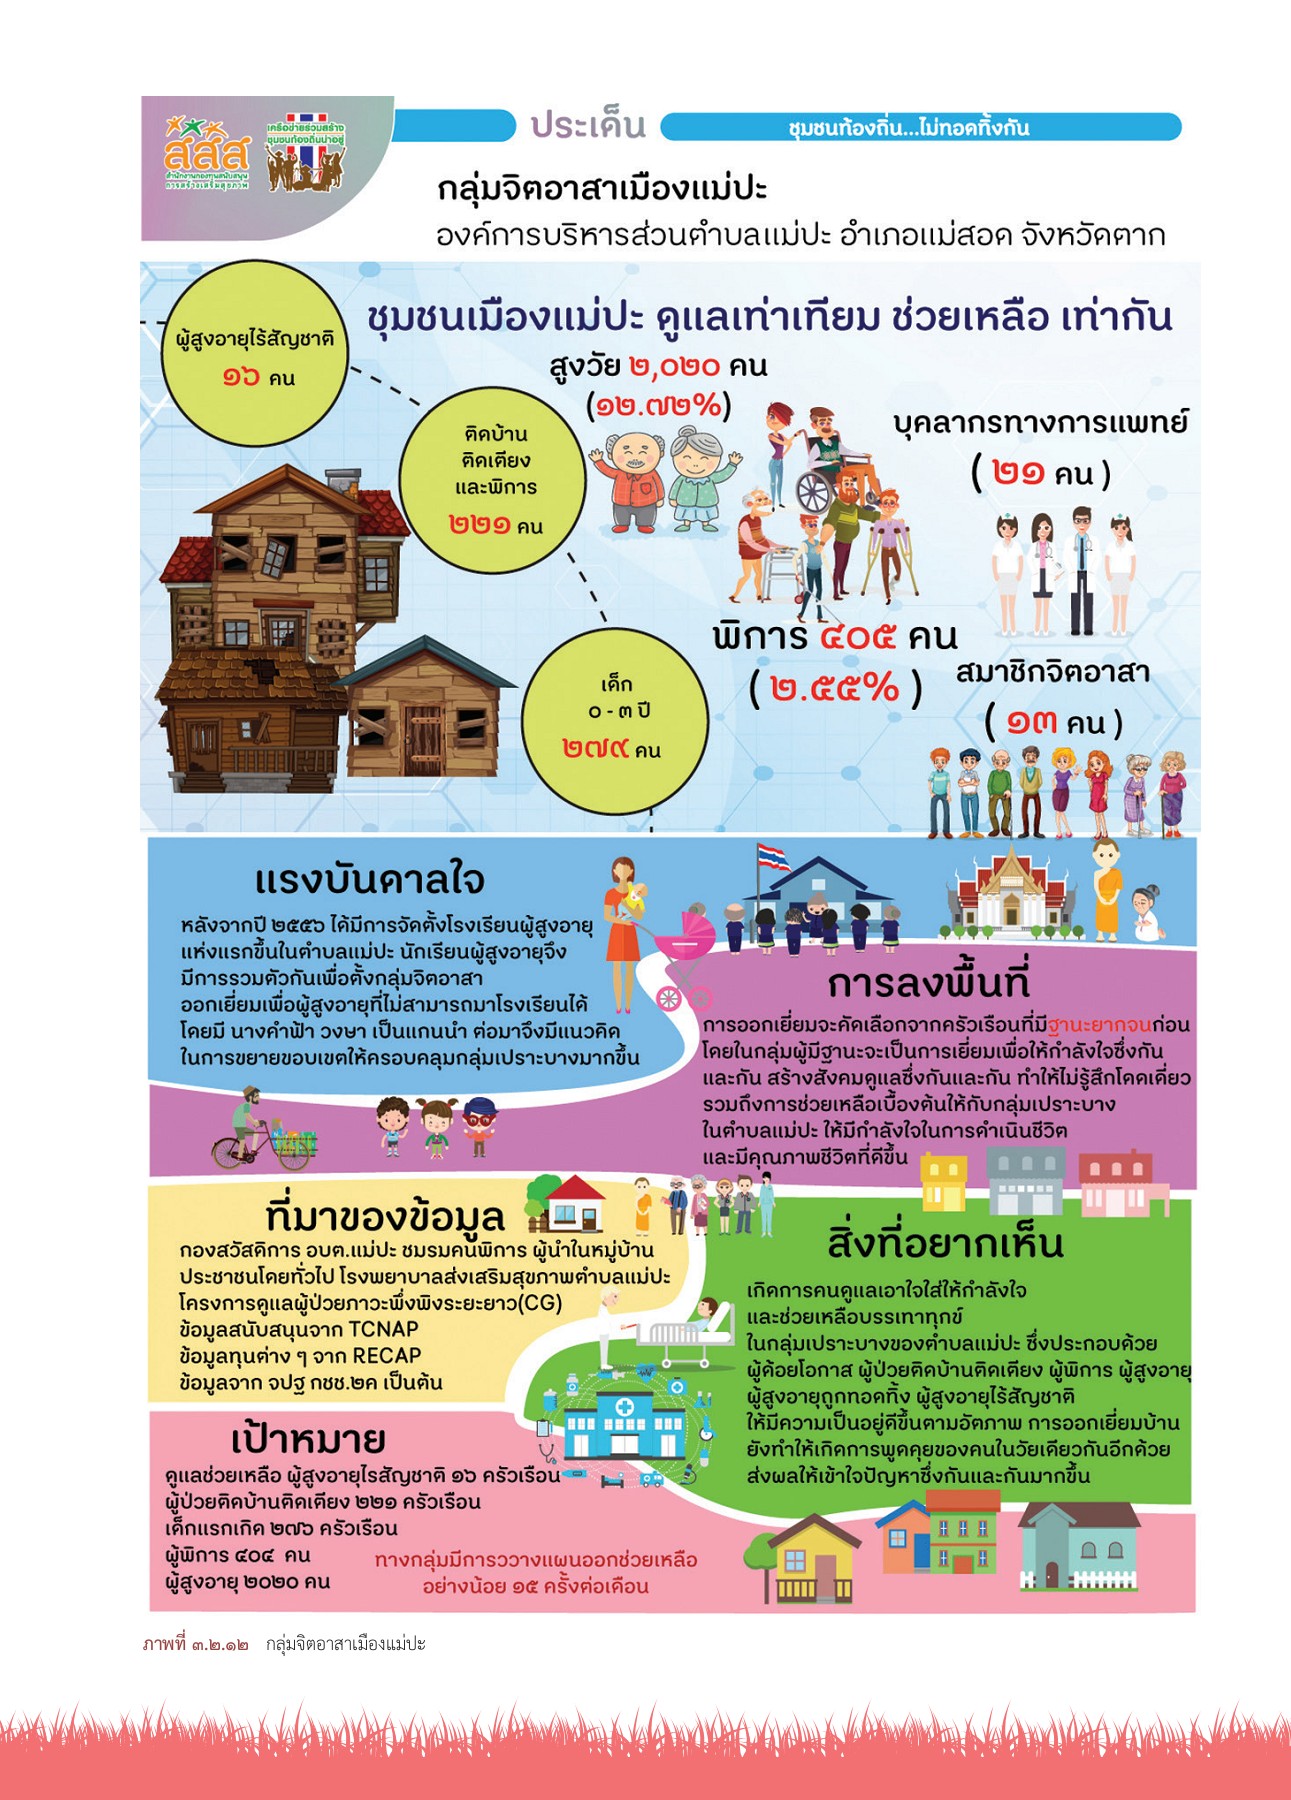 สสส
สำนักงานกองทุนสนับสนุน
การสร้างเสริมสุขภาพ
เครือข่ายร่วมสร้าง
ชุมชนท้องถิ่นน่าอยู่
ประเด็น
ชุมชนท้องถิ่น...ไม่ทอดทิ้งกัน
กลุ่มจิตอาสาเมืองแม่ปะ
องค์การบริหารส่วนตำบลแม่ปะ อำเภอแม่สอด จังหวัดตาก
ชุมชนเมืองแม่ปะ ดูแลเท่าเทียม ช่วยเหลือ เท่ากัน
ผู้สูงอายุไร้สัญชาติ
๑๖ คน
ติดบ้าน
ติดเตียง
และพิการ
๒๒๑ คน
เด็ก
๐ - ๓ ปี
๒๗๙ คน
สูงวัย ๒,๐๒๐ คน
(๑๒.๗๒%)
บุคลากรทางการแพทย์
( ๒๑ คน )
พิการ ๔๐๕ คน
( ๒.๕๕% )
สมาชิกจิตอาสา
( ๑๓ คน )
แรงบันดาลใจ
หลังจากปี ๒๕๕๖ ได้มีการจัดตั้งโรงเรียนผู้สูงอายุ
แห่งแรกขึ้นในตำบลแม่ปะ นักเรียนผู้สูงอายุจึง
มีการรวมตัวกันเพื่อตั้งกลุ่มจิตอาสา
ออกเยี่ยมเพื่อผู้สูงอายุที่ไม่สามารถมาโรงเรียนได้
โดยมี นางคำฟ้า วงษา เป็นแกนนำ ต่อมาจึงมีแนวคิด
ในการขยายขอบเขตให้ครอบคลุมกลุ่มเปราะบางมากขึ้น
การลงพื้นที่
การออกเยี่ยมจะคัดเลือกจากครัวเรือนที่มีฐานะยากจนก่อน
โดยในกลุ่มผู้มีฐานะจะเป็นการเยี่ยมเพื่อให้กำลังใจซึ่งกัน
และกัน สร้างสังคมดูแลซึ่งกันและกัน ทำให้ไม่รู้สึกโดดเดี่ยว
รวมถึงการช่วยเหลือเบื้องต้นให้กับกลุ่มเปราะบาง
ในตำบลแม่ปะ ให้มีกำลังใจในการดำเนินชีวิต
และมีคุณภาพชีวิตที่ดีขึ้น
ที่มาของข้อมูล
กองสวัสดิการ อบต.แม่ปะ ชมรมคนพิการ ผู้นำในหมู่บ้าน
ประชาชนโดยทั่วไป โรงพยาบาลส่งเสริมสุขภาพตำบลแม่ปะ
โครงการดูแลผู้ป่วยภาวะพึ่งพิงระยะยาว(CG)
ข้อมูลสนับสนุนจาก TCNAP
ข้อมูลทุนต่าง ๆ จาก RECAP
ข้อมูลจาก จปฐ กชช.๒ค เป็นต้น
สิ่งที่อยากเห็น
เกิดการคนดูแลเอาใจใส่ให้กำลังใจ
และช่วยเหลือบรรเทาทุกข์
ในกลุ่มเปราะบางของตำบลแม่ปะ ซึ่งประกอบด้วย
ผู้ด้อยโอกาส ผู้ป่วยติดบ้านติดเตียง ผู้พิการ ผู้สูงอายุ
ผู้สูงอายุถูกทอดทิ้ง ผู้สูงอายุไร้สัญชาติ
ให้มีความเป็นอยู่ดีขึ้นตามอัตภาพ การออกเยี่ยมบ้าน
ยังทำให้เกิดการพูดคุยของคนในวัยเดียวกันอีกด้วย
ส่งผลให้เข้าใจปัญหาซึ่งกันและกันมากขึ้น
เป้าหมาย
ดูแลช่วยเหลือ ผู้สูงอายุไรสัญชาติ ๑๖ ครัวเรือน
ผู้ป่วยติดบ้านติดเตียง ๒๒๑ ครัวเรือน
เด็กแรกเกิด ๒๗๖ ครัวเรือน
ผู้พิการ ๔๐๔ คน
ผู้สูงอายุ ๒๐๒๐ คน
ทางกลุ่มมีการววางแผนออกช่วยเหลือ
อย่างน้อย ๑๕ ครั้งต่อเดือน
ภาพที่ ๓.๒.๑๒ กลุ่มจิตอาสาเมืองแม่ปะ